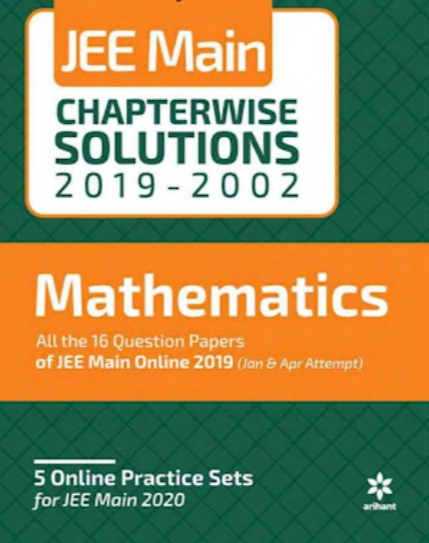 JEE Main
CHAPTERWISE
SOLUTIONS
2019-2002
Mathematics
All the 16 Question Papers
of JEE Main Online 2019 (Jan & Apr Attempt)
5 Online Practice Sets
for JEE Main 2020
arihant